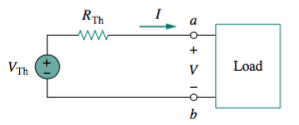 R_Th I a
+
V_Th + − V Load
−
b